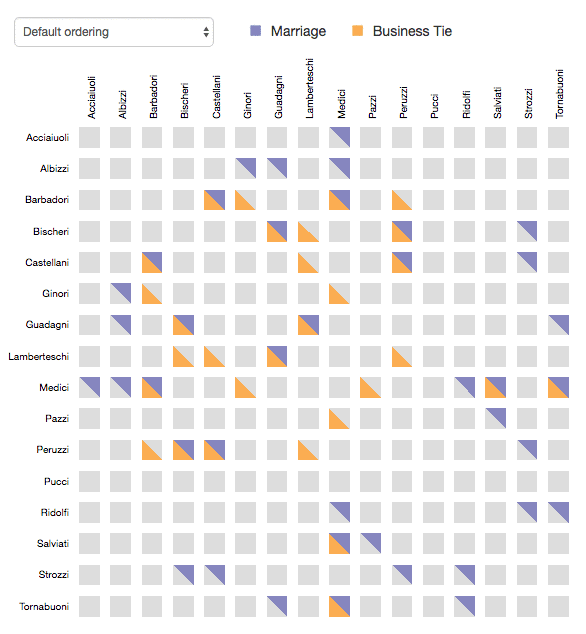 Default ordering
Marriage
Business Tie
Acciaiuoli
Albizzi
Barbadori
Bischeri
Castellani
Ginori
Guadagni
Lamberteschi
Medici
Pazzi
Peruzzi
Pucci
Ridolfi
Salviati
Strozzi
Tornabuoni
Acciaiuoli
Albizzi
Barbadori
Bischeri
Castellani
Ginori
Guadagni
Lamberteschi
Medici
Pazzi
Peruzzi
Pucci
Ridolfi
Salviati
Strozzi
Tornabuoni